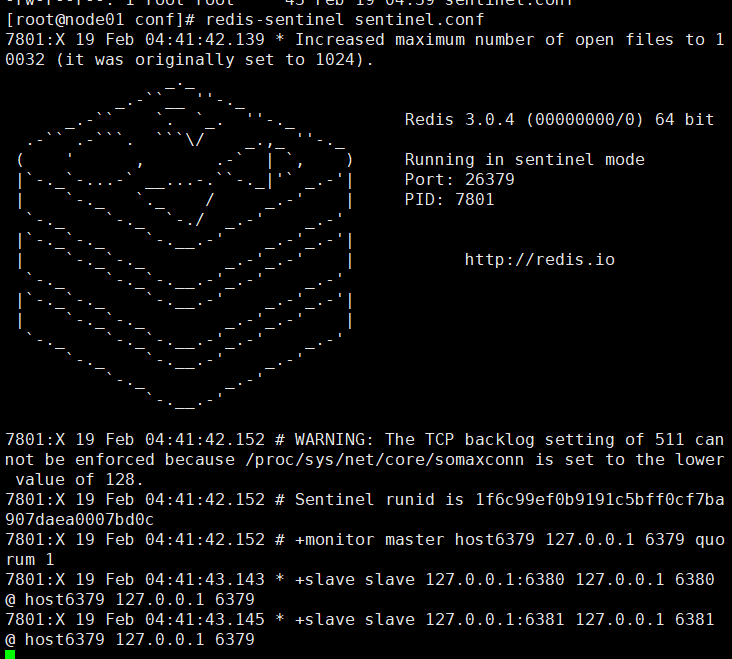 [root@node01 conf]# redis-sentinel sentinel.conf
7801:X 19 Feb 04:41:42.139 * Increased maximum number of open files to 1
0032 (it was originally set to 1024).
Redis 3.0.4 (00000000/0) 64 bit
Running in sentinel mode
Port: 26379
PID: 7801
http://redis.io
7801:X 19 Feb 04:41:42.152 # WARNING: The TCP backlog setting of 511 can
not be enforced because /proc/sys/net/core/somaxconn is set to the lower
value of 128.
7801:X 19 Feb 04:41:42.152 # Sentinel runid is 1f6c99ef0b9191c5bff0cf7ba
907daea0007bd0c
7801:X 19 Feb 04:41:42.152 # +monitor master host6379 127.0.0.1 6379 quo
rum 1
7801:X 19 Feb 04:41:43.143 * +slave slave 127.0.0.1:6380 127.0.0.1 6380
@ host6379 127.0.0.1 6379
7801:X 19 Feb 04:41:43.145 * +slave slave 127.0.0.1:6381 127.0.0.1 6381
@ host6379 127.0.0.1 6379